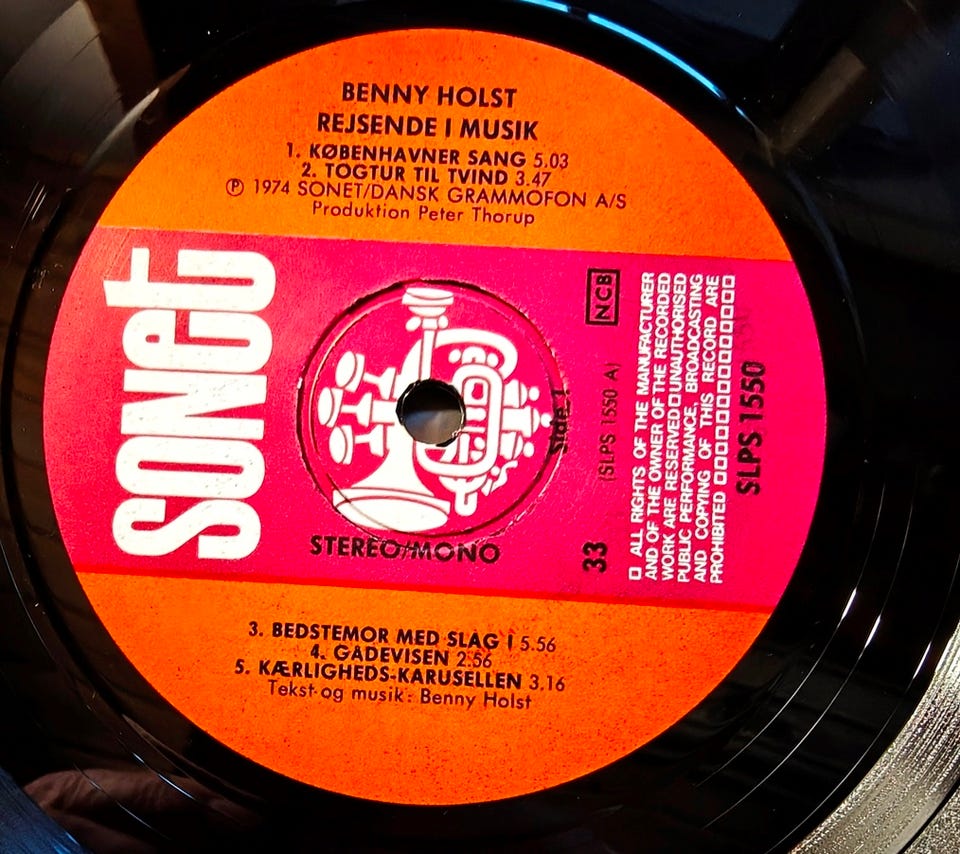 BENNY HOLST
REJSENDE I MUSIK
1. KØBENHAVNER SANG 5.03
2. TOGTUR TIL TVIND 3.47
Ⓟ 1974 SONET/DANSK GRAMMOFON A/S
Produktion Peter Thorup
SONET
NCB
Side 1
(SLPS 1550 A)
33
□ ALL RIGHTS OF THE MANUFACTURER
AND OF THE OWNER OF THE RECORDED
WORK ARE RESERVED □ UNAUTHORISED
PUBLIC PERFORMANCE, BROADCASTING
AND COPYING OF THIS RECORD ARE
PROHIBITED □□□□□□□□□□□□□
SLPS 1550
STEREO/MONO
3. BEDSTEMOR MED SLAG I 5.56
4. GADEVISEN 2.56
5. KÆRLIGHEDS-KARUSELLEN 3.16
Tekst og musik: Benny Holst